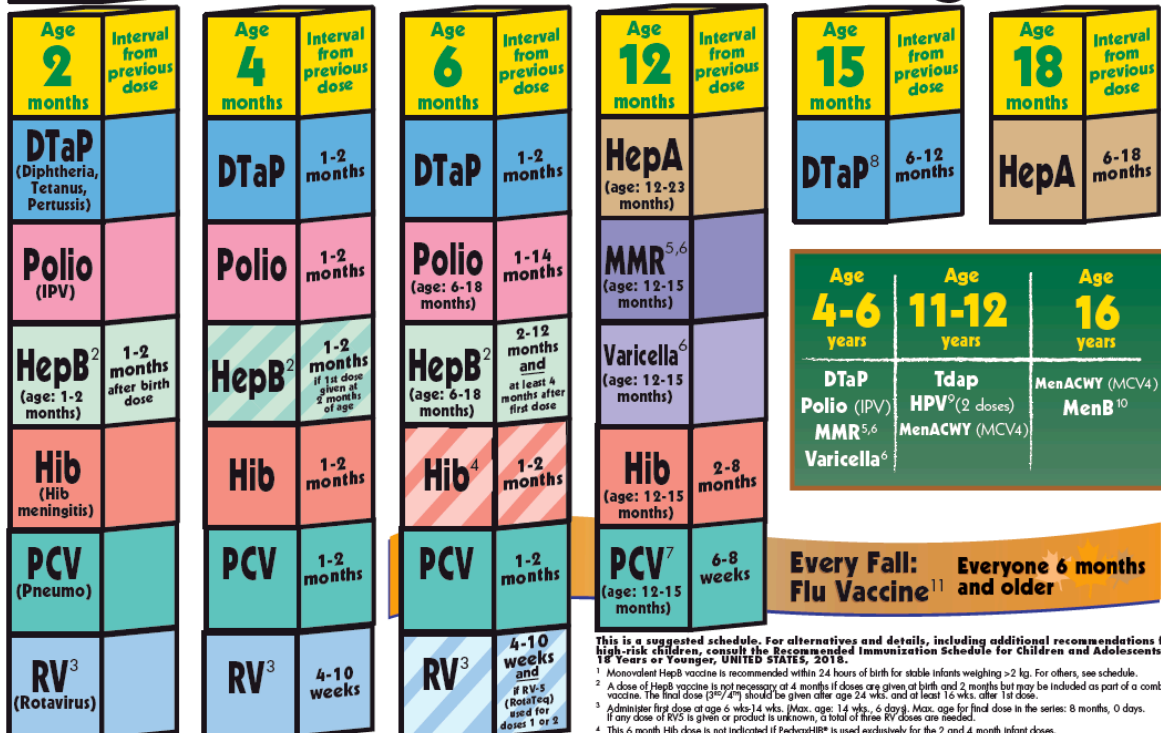 Age
2
months
Interval
from
previous
dose
DTaP
(Diphtheria,
Tetanus,
Pertussis)
Polio
(IPV)
HepB2
(age: 1-2
months)
1-2
months
after birth
dose
Hib
(Hib
meningitis)
PCV
(Pneumo)
RV3
(Rotavirus)
Age
4
months
Interval
from
previous
dose
DTaP
1-2
months
Polio
1-2
months
HepB2
1-2
months
if 1st dose
given at
2 months
of age
Hib
1-2
months
PCV
1-2
months
RV3
4-10
weeks
Age
6
months
Interval
from
previous
dose
DTaP
1-2
months
Polio
(age: 6-18
months)
1-14
months
HepB2
(age: 6-18
months)
2-12
months
and
at least 4
months after
first dose
Hib4
1-2
months
PCV
1-2
months
RV3
4-10
weeks
and
if RV-5
(RotaTeq)
used for
doses 1 or 2
Age
12
months
Interval
from
previous
dose
HepA
(age: 12-23
months)
MMR5,6
(age: 12-15
months)
Varicella6
(age: 12-15
months)
Hib
(age: 12-15
months)
2-8
months
PCV7
(age: 12-15
months)
6-8
weeks
Age
15
months
Interval
from
previous
dose
DTaP8
6-12
months
Age
18
months
Interval
from
previous
dose
HepA
6-18
months
Age
4-6
years
DTaP
Polio (IPV)
MMR5,6
Varicella6
Age
11-12
years
Tdap
HPV9(2 doses)
MenACWY (MCV4)
Age
16
years
MenACWY (MCV4)
MenB10
Every Fall:
Flu Vaccine11
Everyone 6 months
and older
This is a suggested schedule. For alternatives and details, including additional recommendations
high-risk children, consult the Recommended Immunization Schedule for Children and Adolescents
18 Years or Younger, UNITED STATES, 2018.
1 Monovalent HepB vaccine is recommended within 24 hours of birth for stable infants weighing >2 kg. For others, see schedule.
2 A dose of HepB vaccine is not necessary at 4 months if doses are given at birth and 2 months but may be included as part of a
vaccine. The final dose (3RD/4TH) should be given after age 24 wks. and at least 16 wks. after 1st dose.
3 Administer first dose at age 6 wks-14 wks. (Max. age: 14 wks., 6 days). Max. age for final dose in the series: 8 months, 0 days.
If any dose of RV5 is given or product is unknown, a total of three RV doses are needed.
4 This 6 month Hib dose is not indicated if PedvaxHIB® is used exclusively for the 2 and 4 month infant doses.